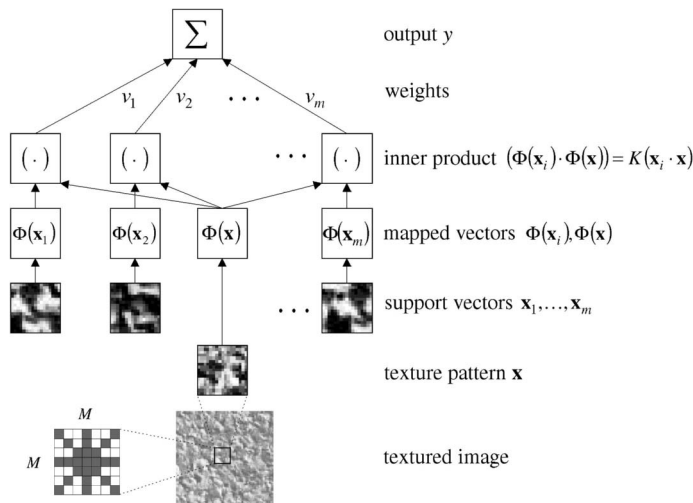 ∑ output y
v₁ v₂ ··· vₘ weights
(·) (·) ··· (·) inner product (Φ(𝐱ᵢ)·Φ(𝐱)) = K(𝐱ᵢ·𝐱)
Φ(𝐱₁) Φ(𝐱₂) Φ(𝐱) Φ(𝐱ₘ) mapped vectors Φ(𝐱ᵢ),Φ(𝐱)
··· support vectors 𝐱₁,...,𝐱ₘ
texture pattern 𝐱
M
M textured image